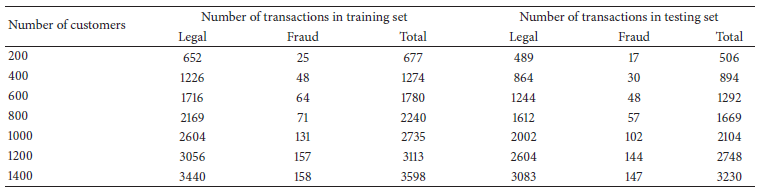 Number of customers Number of transactions in training set Number of transactions in testing set
Legal Fraud Total Legal Fraud Total
200 652 25 677 489 17 506
400 1226 48 1274 864 30 894
600 1716 64 1780 1244 48 1292
800 2169 71 2240 1612 57 1669
1000 2604 131 2735 2002 102 2104
1200 3056 157 3113 2604 144 2748
1400 3440 158 3598 3083 147 3230